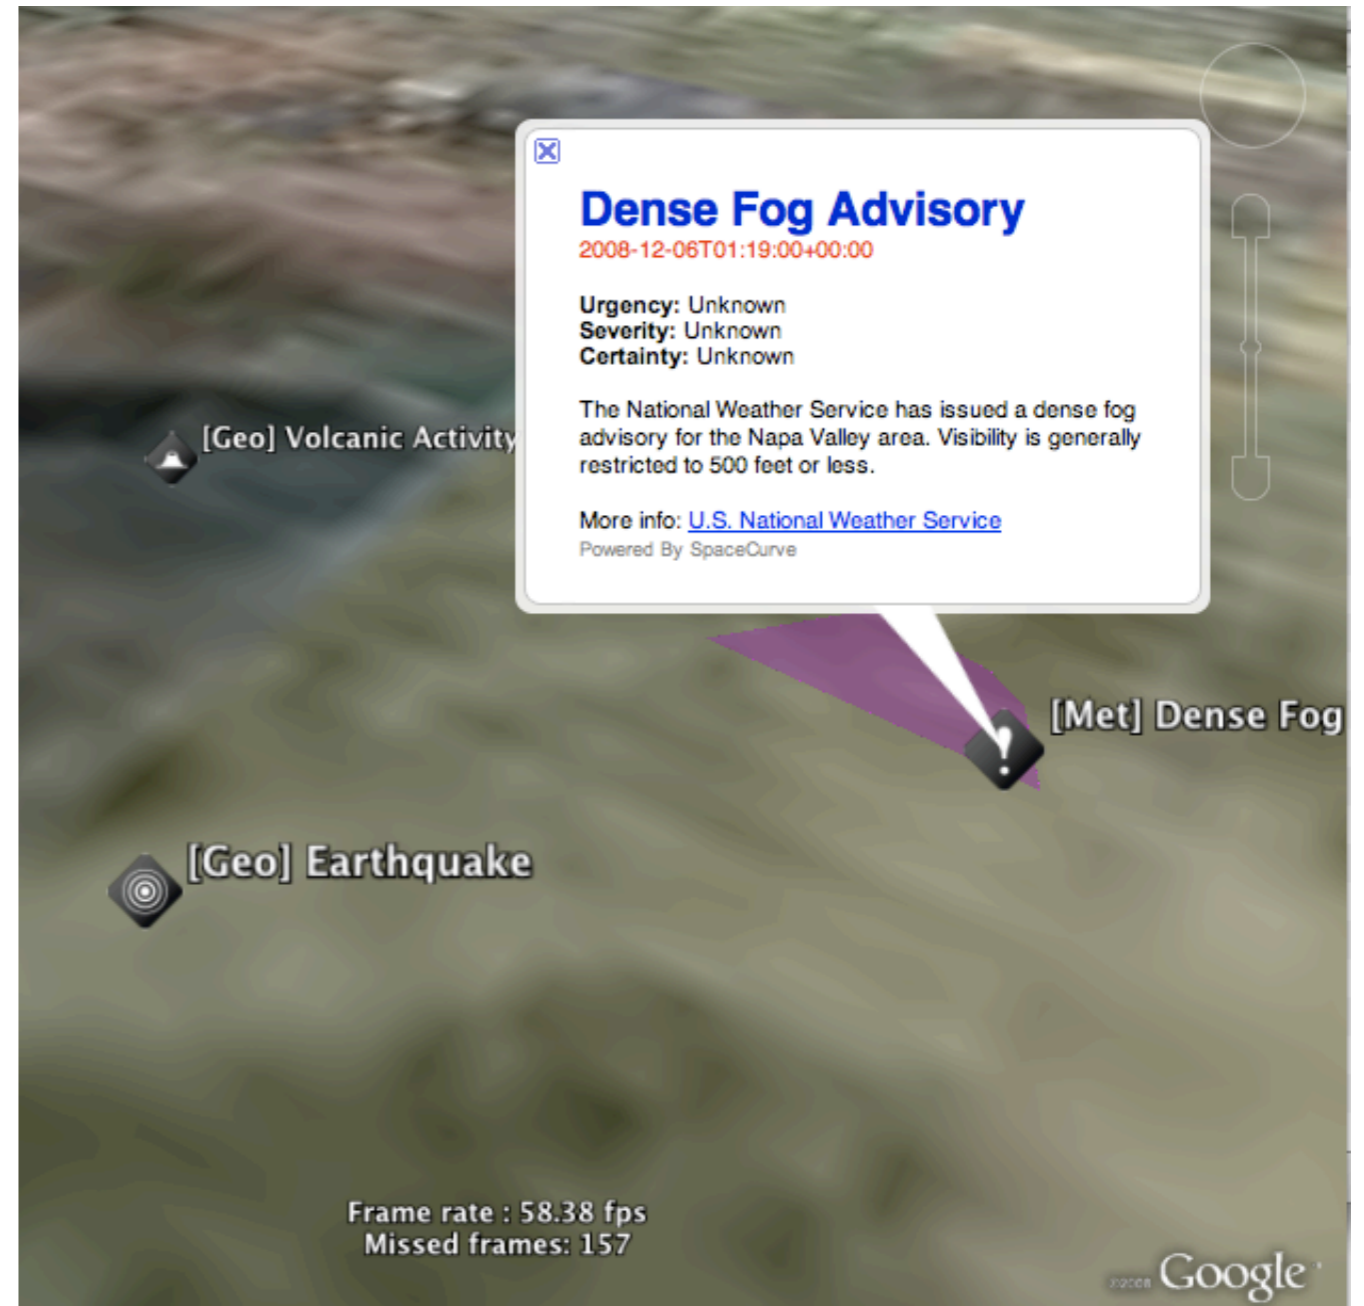 Dense Fog Advisory
2008-12-06T01:19:00+00:00
Urgency: Unknown
Severity: Unknown
Certainty: Unknown
The National Weather Service has issued a dense fog
advisory for the Napa Valley area. Visibility is generally
restricted to 500 feet or less.
More info: U.S. National Weather Service
Powered By SpaceCurve
[Geo] Volcanic Activity
[Met] Dense Fog
[Geo] Earthquake
Frame rate : 58.38 fps
Missed frames: 157
©2008 Google